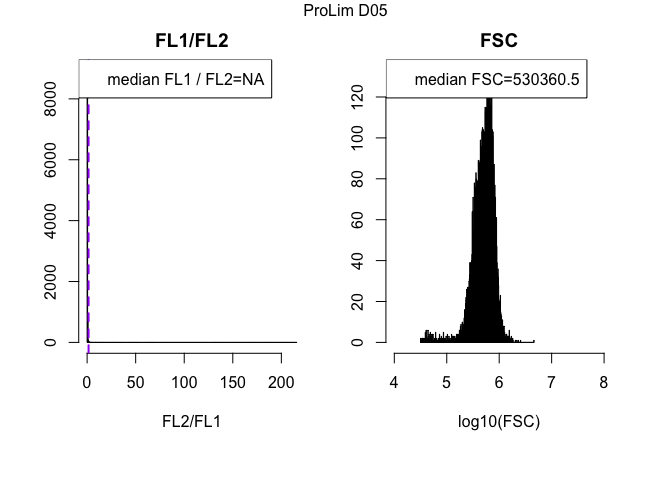 ProLim D05
FL1/FL2
median FL1 / FL2=NA
8000
6000
4000
2000
0
0 50 100 150 200
FL2/FL1
FSC
median FSC=530360.5
120
100
80
60
40
20
0
4 5 6 7 8
log10(FSC)